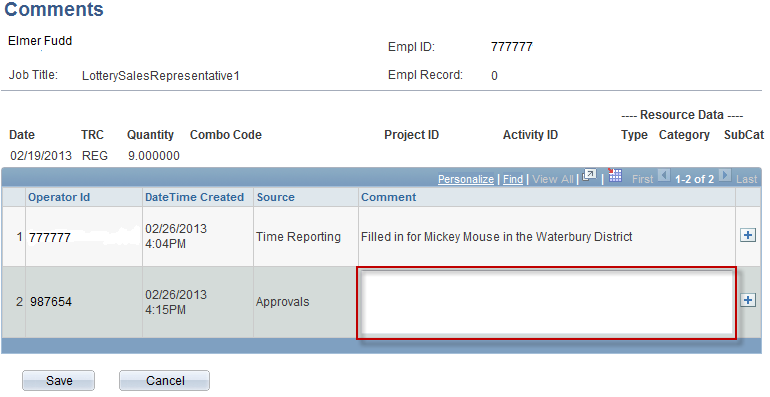 Comments
Elmer Fudd
Empl ID: 777777
Job Title: LotterySalesRepresentative1
Empl Record: 0
---- Resource Data ----
Date TRC Quantity Combo Code Project ID Activity ID Type Category SubCat
02/19/2013 REG 9.000000
Personalize | Find | View All | | First 1-2 of 2 Last
Operator Id DateTime Created Source Comment
1 777777 02/26/2013 4:04PM Time Reporting Filled in for Mickey Mouse in the Waterbury District
2 987654 02/26/2013 4:15PM Approvals
Save Cancel